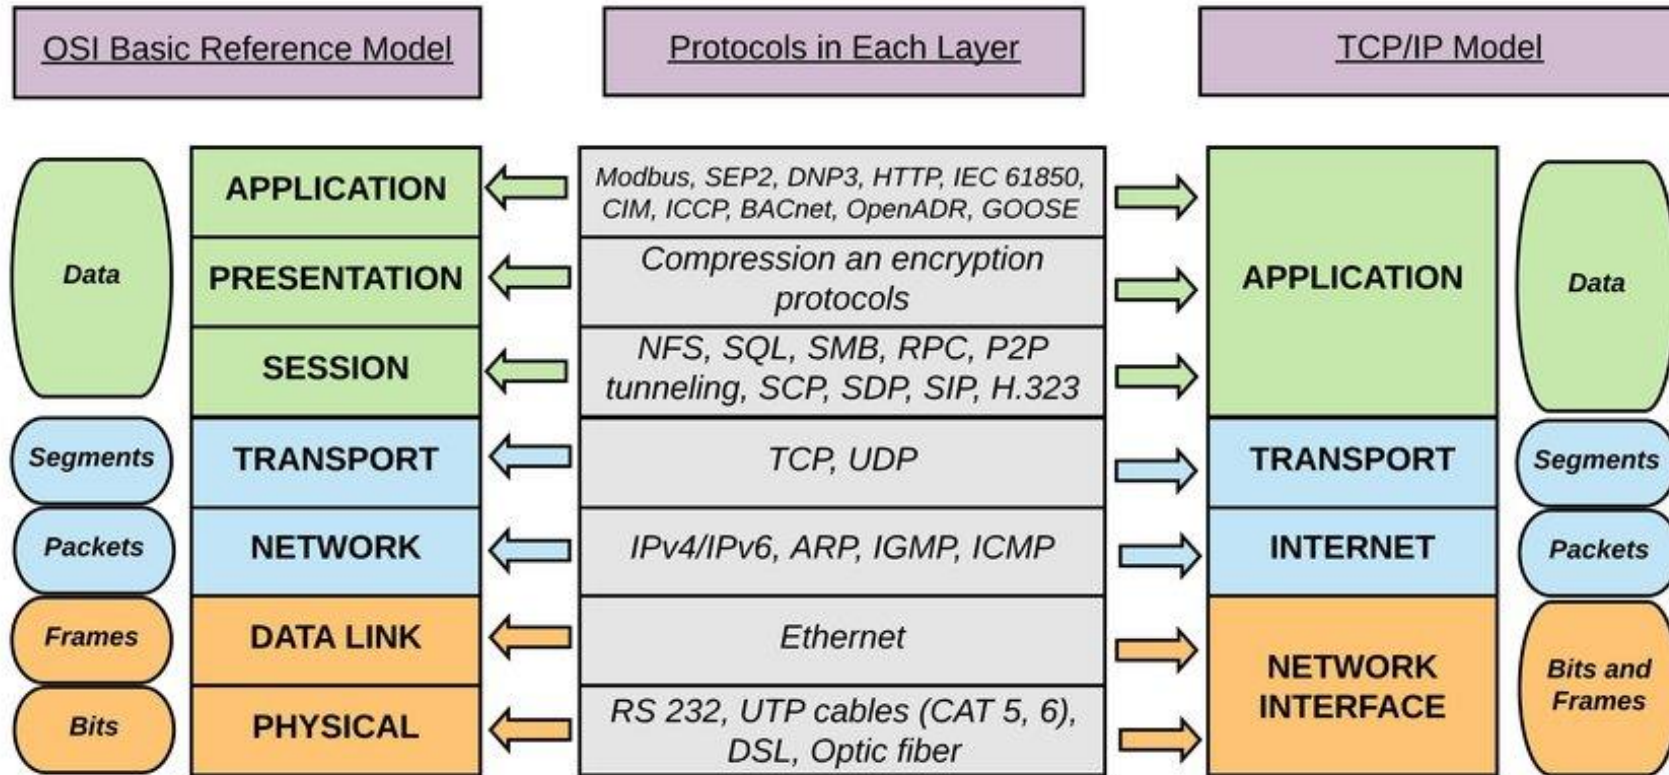 OSI Basic Reference Model
Protocols in Each Layer
TCP/IP Model
Data
APPLICATION
Modbus, SEP2, DNP3, HTTP, IEC 61850,
CIM, ICCP, BACnet, OpenADR, GOOSE
APPLICATION
Data
PRESENTATION
Compression an encryption
protocols
SESSION
NFS, SQL, SMB, RPC, P2P
tunneling, SCP, SDP, SIP, H.323
Segments
TRANSPORT
TCP, UDP
TRANSPORT
Segments
Packets
NETWORK
IPv4/IPv6, ARP, IGMP, ICMP
INTERNET
Packets
Frames
DATA LINK
Ethernet
NETWORK
INTERFACE
Bits and
Frames
Bits
PHYSICAL
RS 232, UTP cables (CAT 5, 6),
DSL, Optic fiber